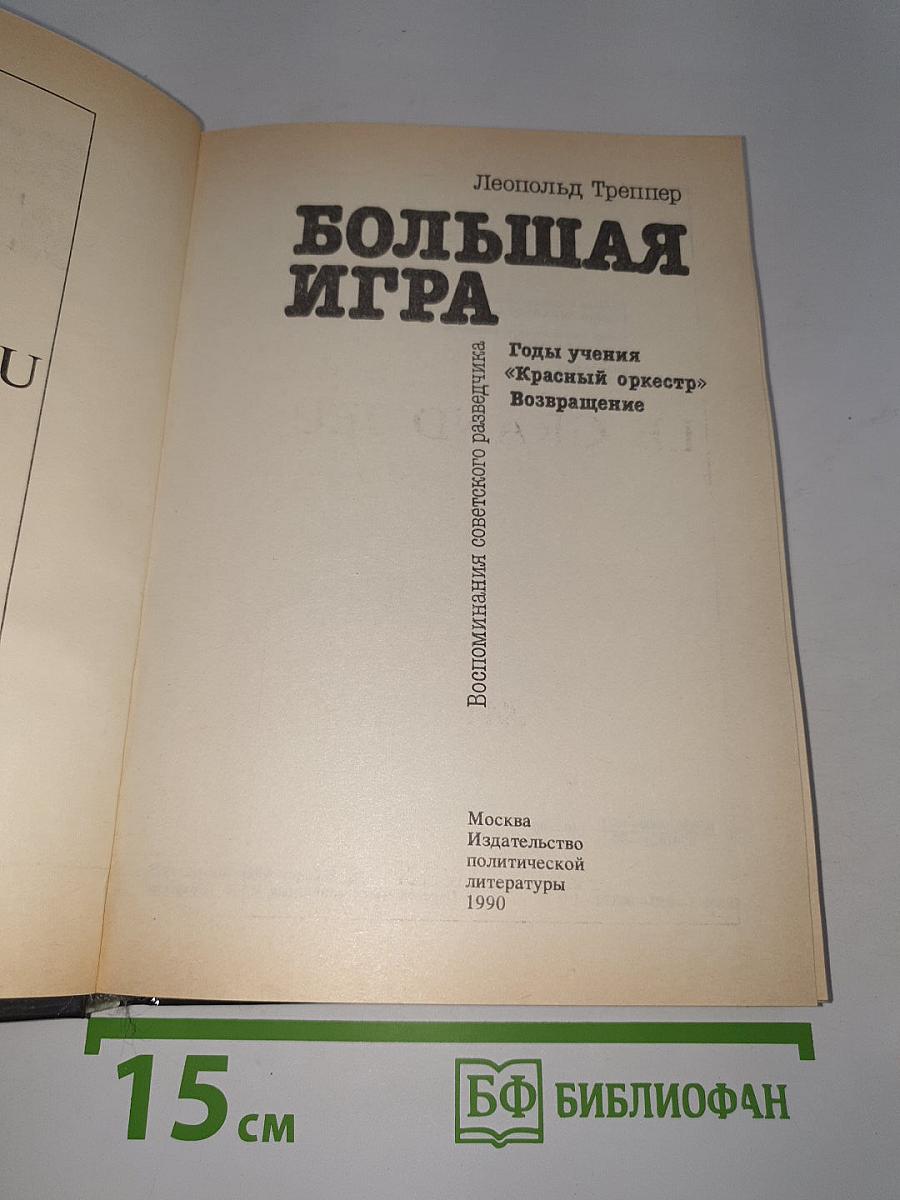 U
Леопольд Треппер
БОЛЬШАЯ
ИГРА
Воспоминания советского разведчика
Годы учения
«Красный оркестр»
Возвращение
Москва
Издательство
политической
литературы
1990
15 см
БФ БИБЛИОФАН